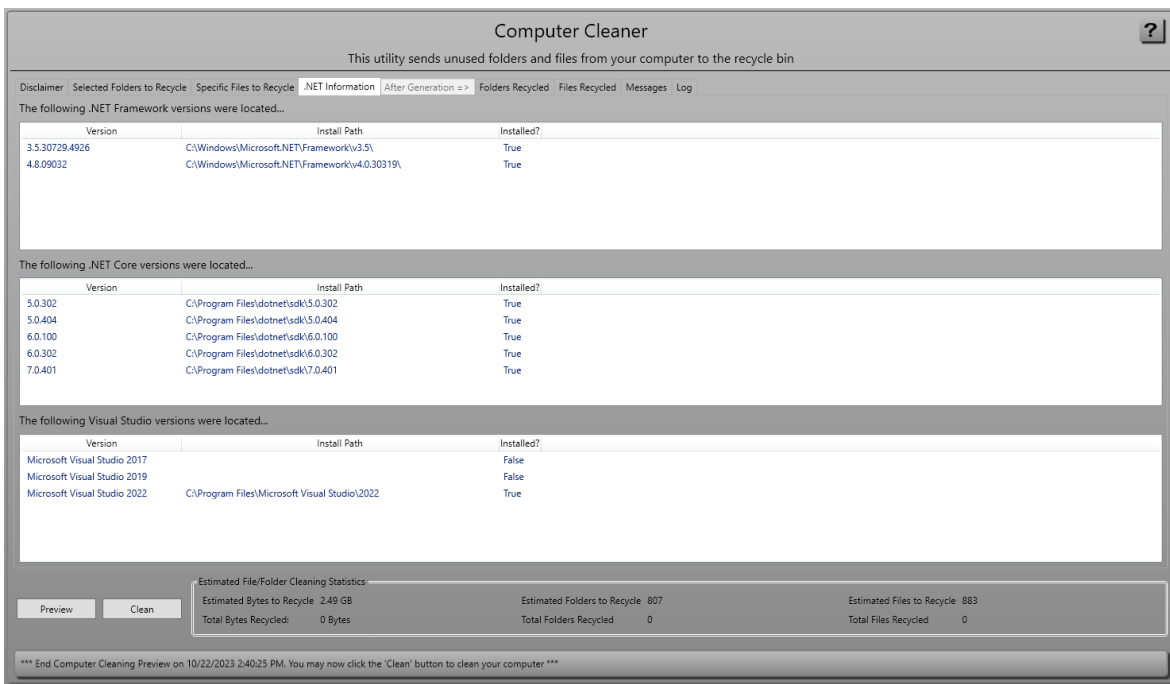 Computer Cleaner
?
This utility sends unused folders and files from your computer to the recycle bin
Disclaimer Selected Folders to Recycle Specific Files to Recycle .NET Information After Generation => Folders Recycled Files Recycled Messages Log
The following .NET Framework versions were located...
Version Install Path Installed?
3.5.30729.4926 C:\Windows\Microsoft.NET\Framework\v3.5\ True
4.8.09032 C:\Windows\Microsoft.NET\Framework\v4.0.30319\ True
The following .NET Core versions were located...
Version Install Path Installed?
5.0.302 C:\Program Files\dotnet\sdk\5.0.302 True
5.0.404 C:\Program Files\dotnet\sdk\5.0.404 True
6.0.100 C:\Program Files\dotnet\sdk\6.0.100 True
6.0.302 C:\Program Files\dotnet\sdk\6.0.302 True
7.0.401 C:\Program Files\dotnet\sdk\7.0.401 True
The following Visual Studio versions were located...
Version Install Path Installed?
Microsoft Visual Studio 2017 False
Microsoft Visual Studio 2019 False
Microsoft Visual Studio 2022 C:\Program Files\Microsoft Visual Studio\2022 True
Estimated File/Folder Cleaning Statistics
Preview Clean
Estimated Bytes to Recycle 2.49 GB Estimated Folders to Recycle 807 Estimated Files to Recycle 883
Total Bytes Recycled: 0 Bytes Total Folders Recycled 0 Total Files Recycled 0
*** End Computer Cleaning Preview on 10/22/2023 2:40:25 PM. You may now click the 'Clean' button to clean your computer ***